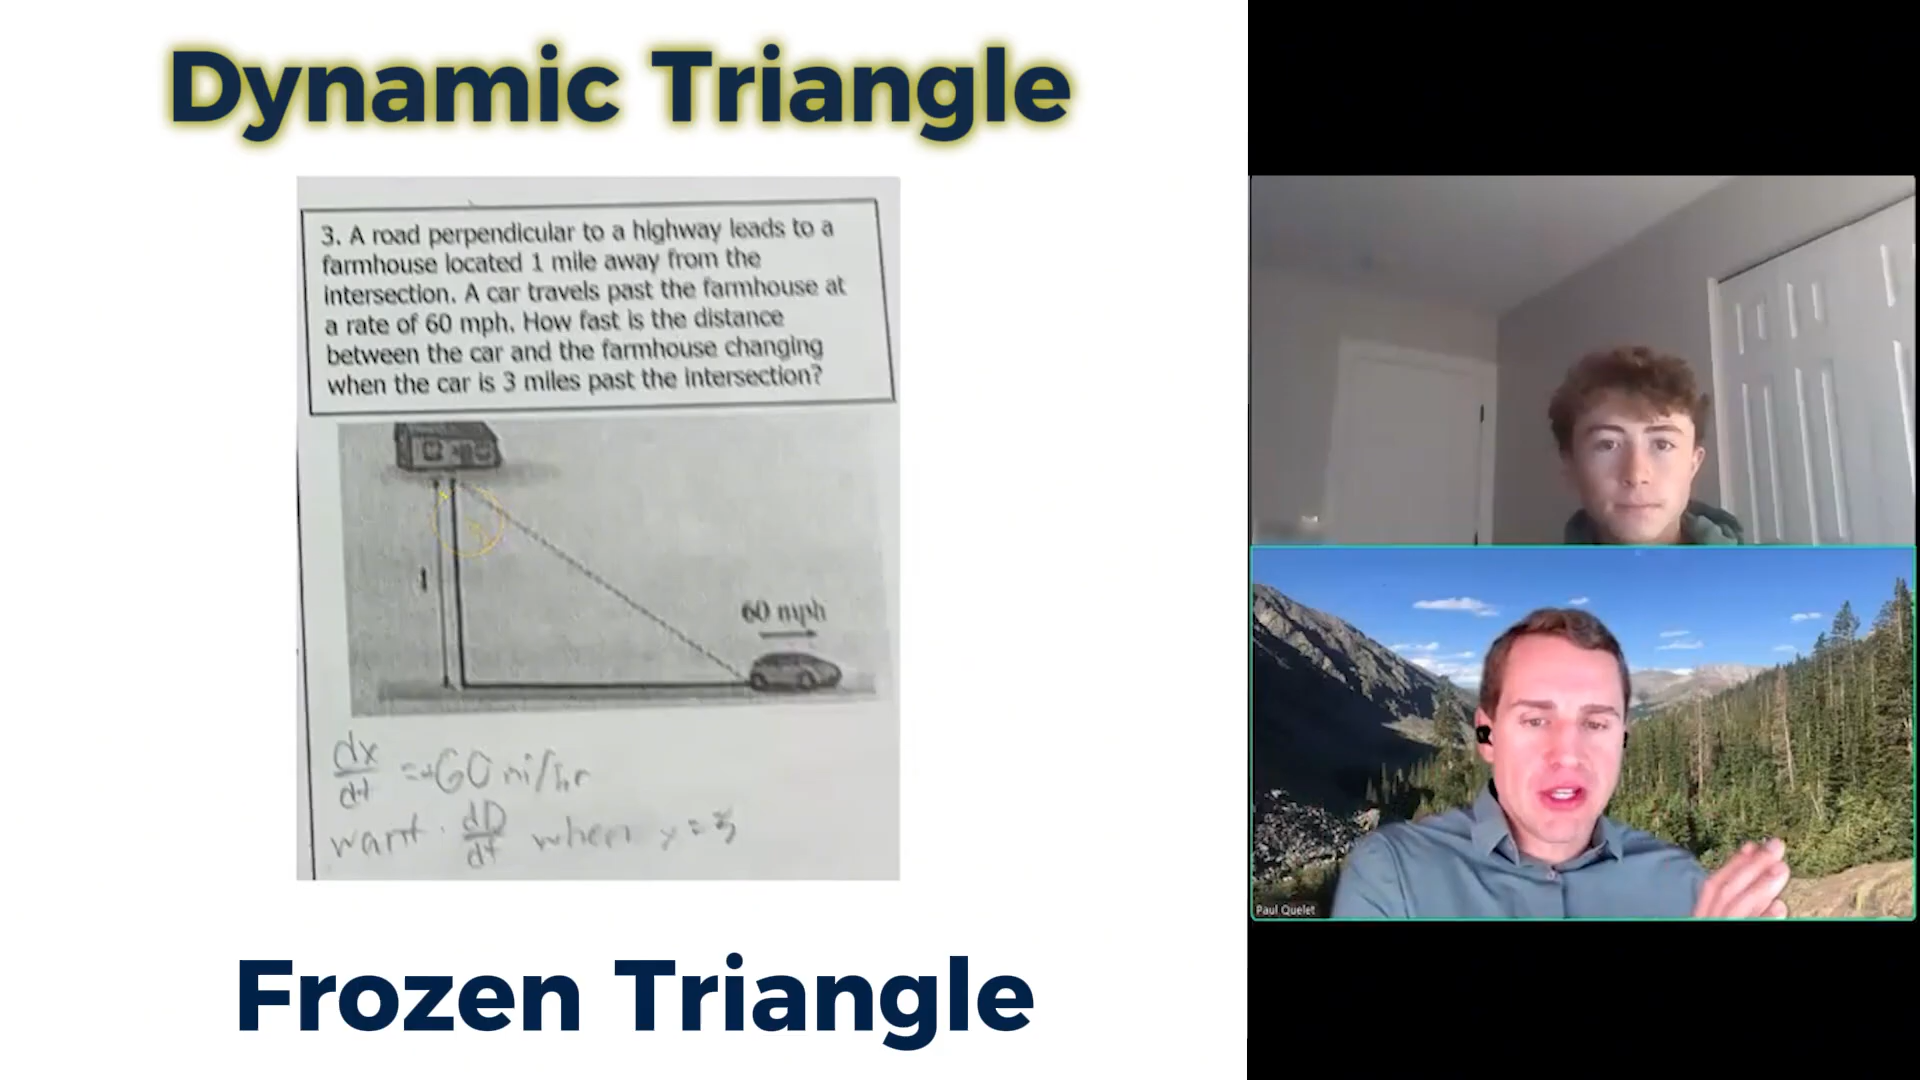 Dynamic Triangle
3. A road perpendicular to a highway leads to a
farmhouse located 1 mile away from the
intersection. A car travels past the farmhouse at
a rate of 60 mph. How fast is the distance
between the car and the farmhouse changing
when the car is 3 miles past the intersection?
1
60 mph
dx
dt
=+60 mi/hr
want: dD
dt
when x = 3
Frozen Triangle
Paul Quelet